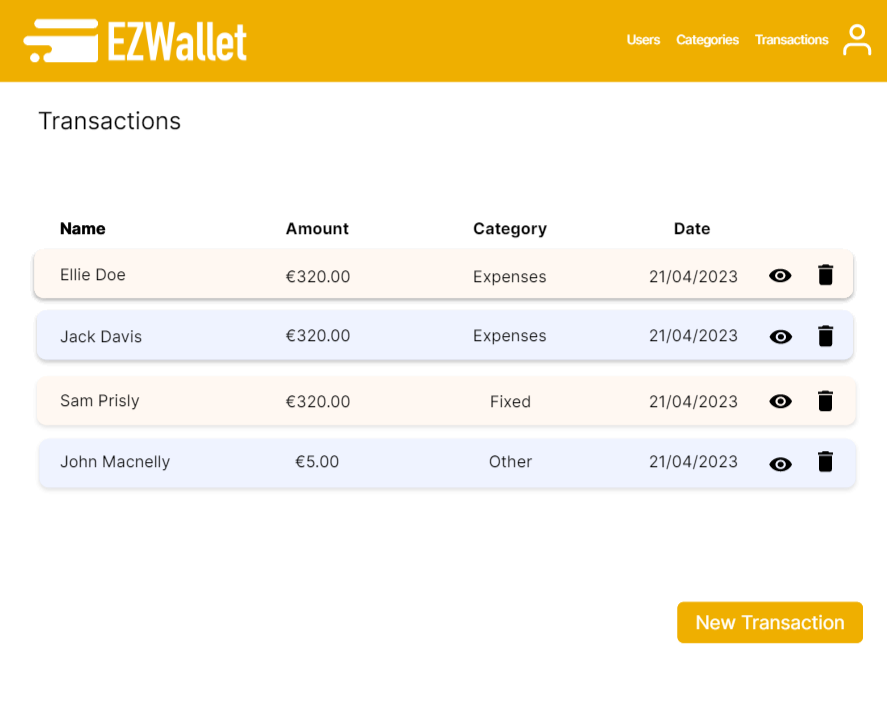 EZWallet
Users Categories Transactions
Transactions
Name Amount Category Date
Ellie Doe €320.00 Expenses 21/04/2023
Jack Davis €320.00 Expenses 21/04/2023
Sam Prisly €320.00 Fixed 21/04/2023
John Macnelly €5.00 Other 21/04/2023
New Transaction